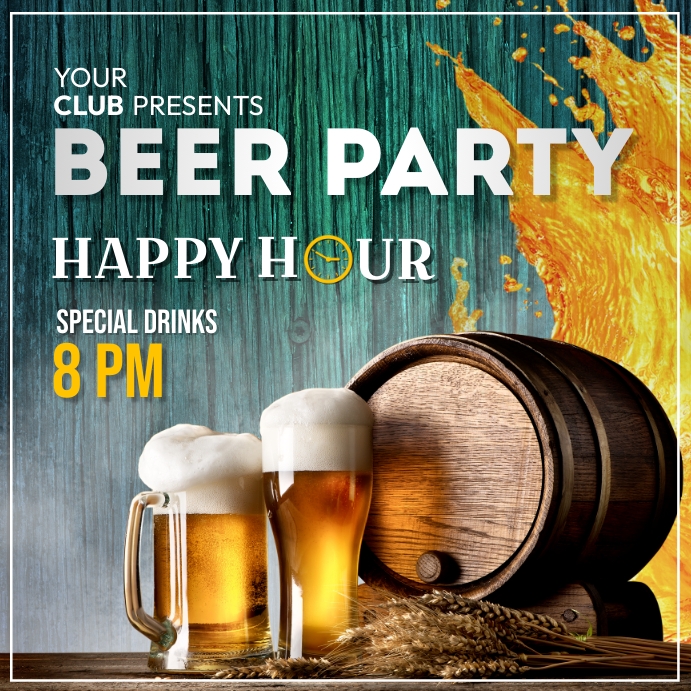 YOUR
CLUB PRESENTS
BEER PARTY
HAPPY HOUR
SPECIAL DRINKS
8 PM